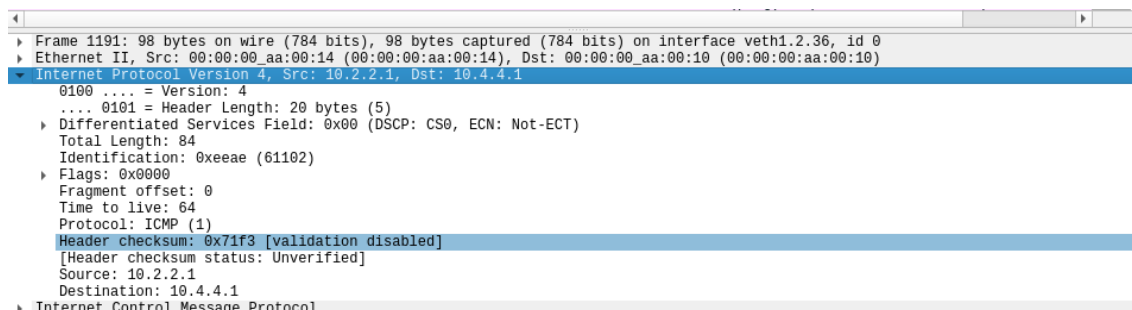 Frame 1191: 98 bytes on wire (784 bits), 98 bytes captured (784 bits) on interface veth1.2.36, id 0
Ethernet II, Src: 00:00:00_aa:00:14 (00:00:00:aa:00:14), Dst: 00:00:00_aa:00:10 (00:00:00:aa:00:10)
Internet Protocol Version 4, Src: 10.2.2.1, Dst: 10.4.4.1
0100 .... = Version: 4
.... 0101 = Header Length: 20 bytes (5)
Differentiated Services Field: 0x00 (DSCP: CS0, ECN: Not-ECT)
Total Length: 84
Identification: 0xeeae (61102)
Flags: 0x0000
Fragment offset: 0
Time to live: 64
Protocol: ICMP (1)
Header checksum: 0x71f3 [validation disabled]
[Header checksum status: Unverified]
Source: 10.2.2.1
Destination: 10.4.4.1
Internet Control Message Protocol